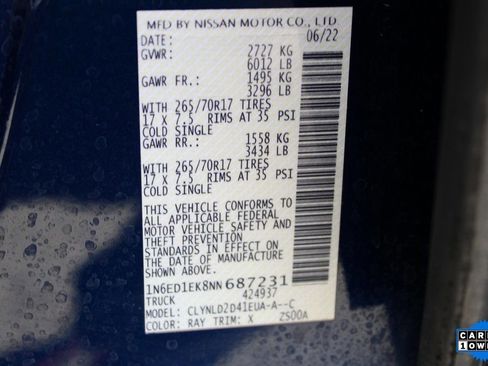 MFD BY NISSAN MOTOR CO., LTD.
DATE: 06/22
GVWR: 2727 KG
6012 LB
GAWR FR.: 1495 KG
3296 LB
WITH 265/70R17 TIRES
17 X 7.5 RIMS AT 35 PSI
COLD SINGLE
GAWR RR.: 1558 KG
3434 LB
WITH 265/70R17 TIRES
17 X 7.5 RIMS AT 35 PSI
COLD SINGLE
THIS VEHICLE CONFORMS TO
ALL APPLICABLE FEDERAL
MOTOR VEHICLE SAFETY AND
THEFT PREVENTION
STANDARDS IN EFFECT ON
THE DATE OF MANUFACTURE
SHOWN ABOVE.
1N6ED1EK8NN687231
TRUCK 424937
MODEL: CLYNLD2D41EUA-A--C
COLOR: RAY TRIM: X ZS00A
1